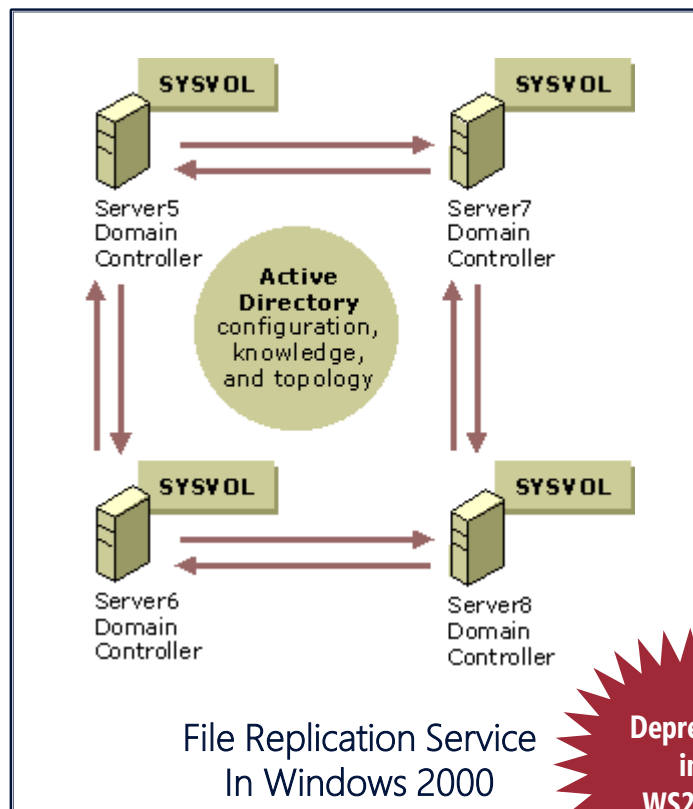 SYSVOL
SYSVOL
Server5
Domain
Controller
Server7
Domain
Controller
Active
Directory
configuration,
knowledge,
and topology
SYSVOL
SYSVOL
Server6
Domain
Controller
Server8
Domain
Controller
File Replication Service
In Windows 2000